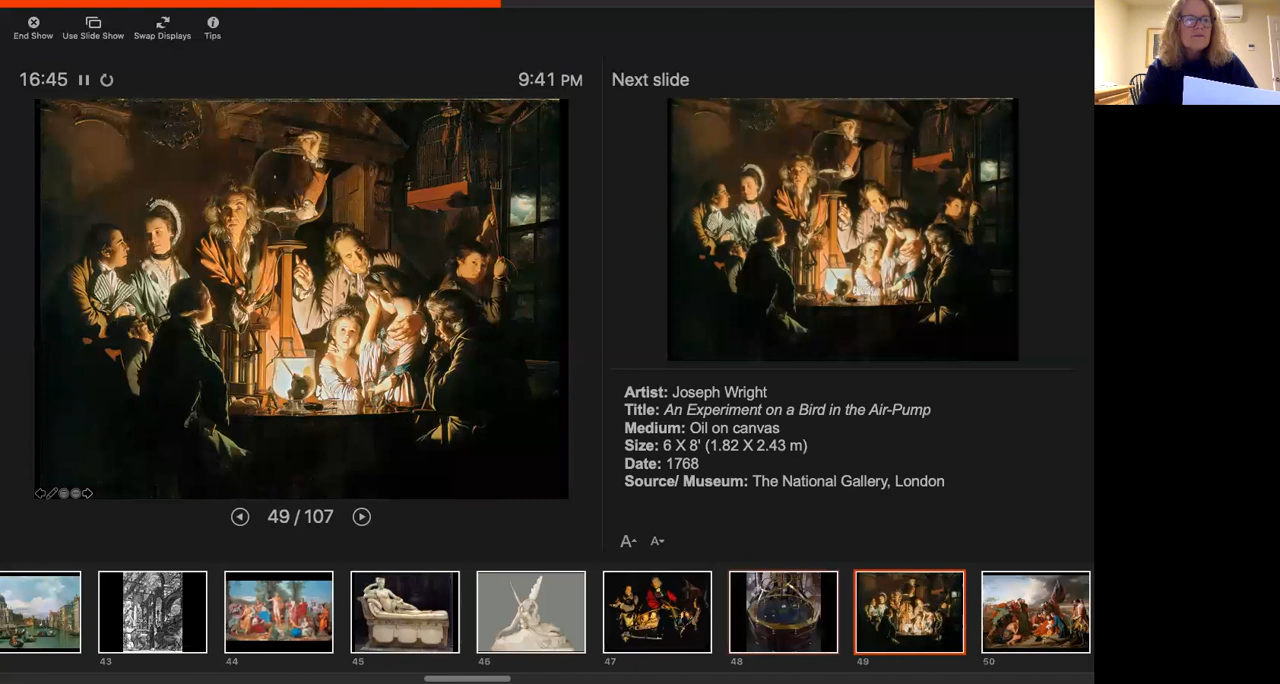 End Show Use Slide Show Swap Displays Tips
16:45 9:41 PM
Next slide
Artist: Joseph Wright
Title: An Experiment on a Bird in the Air-Pump
Medium: Oil on canvas
Size: 6 X 8' (1.82 X 2.43 m)
Date: 1768
Source/ Museum: The National Gallery, London
49 / 107
A A
43 44 45 46 47 48 49 50